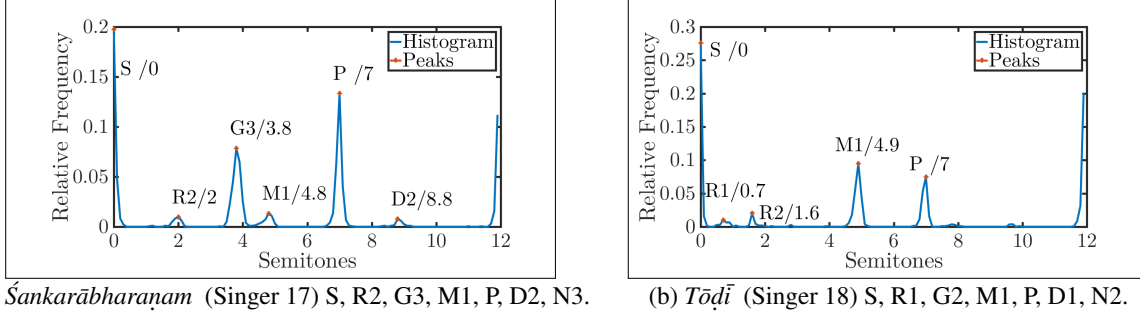 0.2
0.15
0.1
0.05
0
Relative Frequency
S /0
R2/2
G3/3.8
M1/4.8
P /7
D2/8.8
Histogram
Peaks
0 2 4 6 8 10 12
Semitones
Śankarābharaṇam (Singer 17) S, R2, G3, M1, P, D2, N3.
0.3
0.25
0.2
0.15
0.1
0.05
0
Relative Frequency
S /0
R1/0.7
R2/1.6
M1/4.9
P /7
Histogram
Peaks
0 2 4 6 8 10 12
Semitones
(b) Tōḍī (Singer 18) S, R1, G2, M1, P, D1, N2.